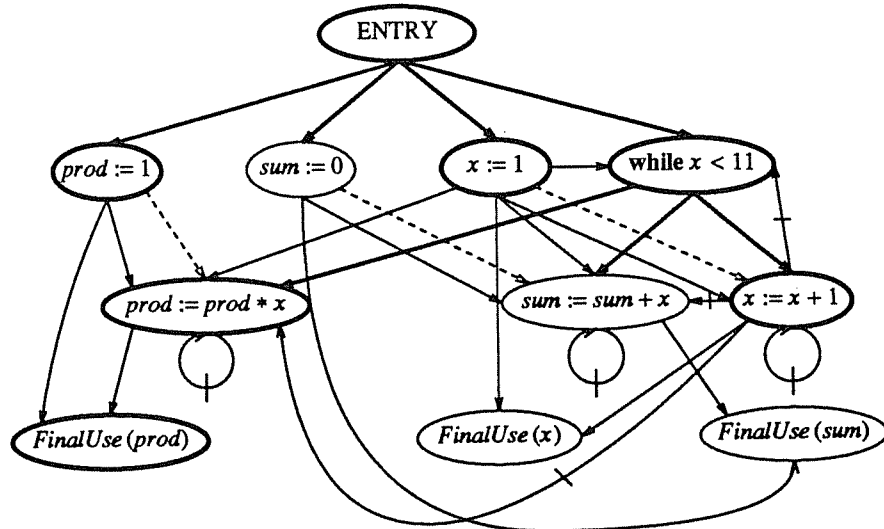 ENTRY
prod := 1
sum := 0
x := 1
while x < 11
prod := prod * x
sum := sum + x
x := x + 1
FinalUse (prod)
FinalUse (x)
FinalUse (sum)